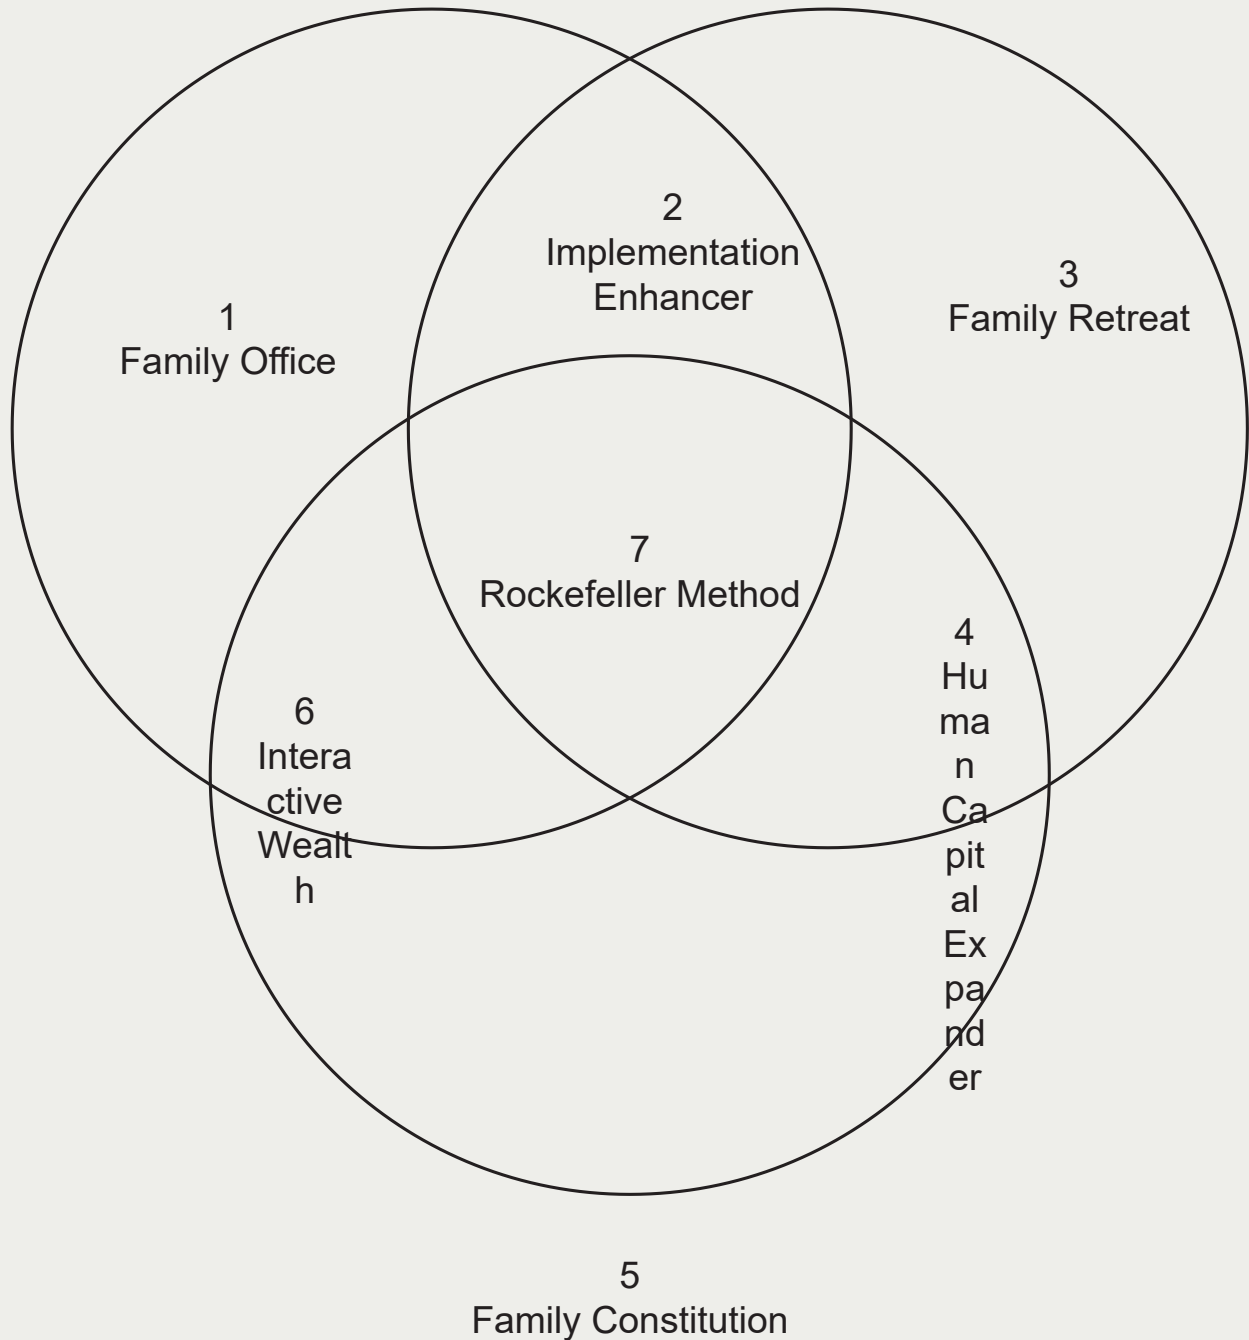 1
Family Office
2
Implementation
Enhancer
3
Family Retreat
7
Rockefeller Method
4
Hu
ma
n
Ca
pit
al
Ex
pa
nd
er
6
Intera
ctive
Wealt
h
5
Family Constitution